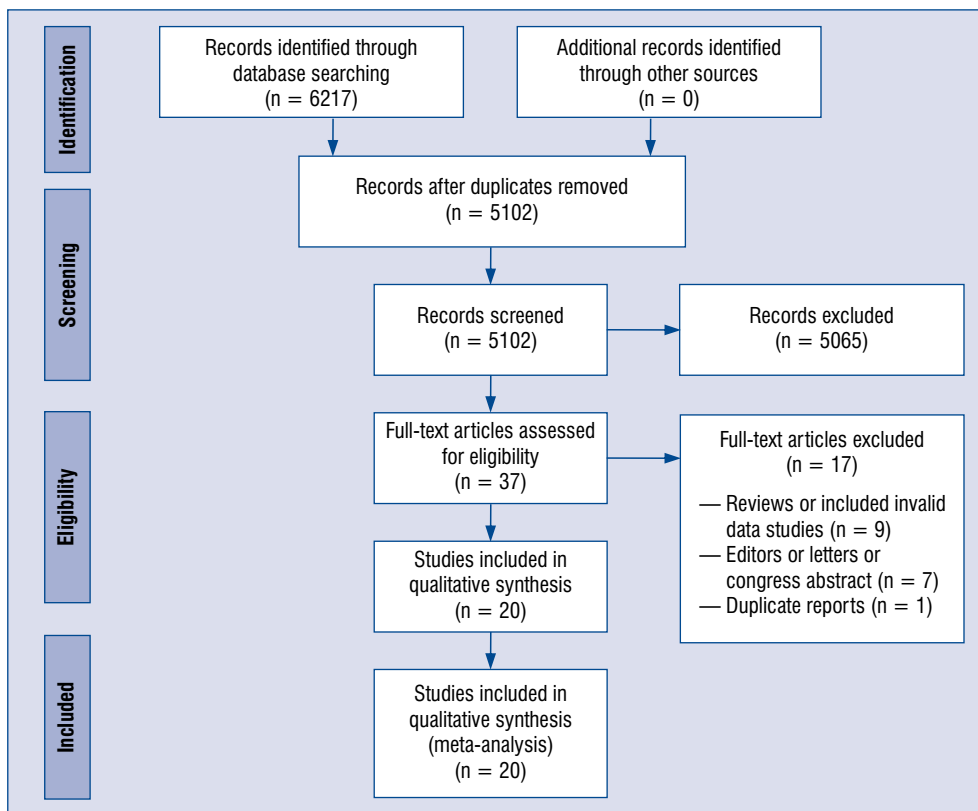 Identification
Records identified through
database searching
(n = 6217)
Additional records identified
through other sources
(n = 0)
Screening
Records after duplicates removed
(n = 5102)
Records screened
(n = 5102)
Records excluded
(n = 5065)
Eligibility
Full-text articles assessed
for eligibility
(n = 37)
Full-text articles excluded
(n = 17)
— Reviews or included invalid
data studies (n = 9)
— Editors or letters or
congress abstract (n = 7)
— Duplicate reports (n = 1)
Studies included in
qualitative synthesis
(n = 20)
Included
Studies included in
qualitative synthesis
(meta-analysis)
(n = 20)